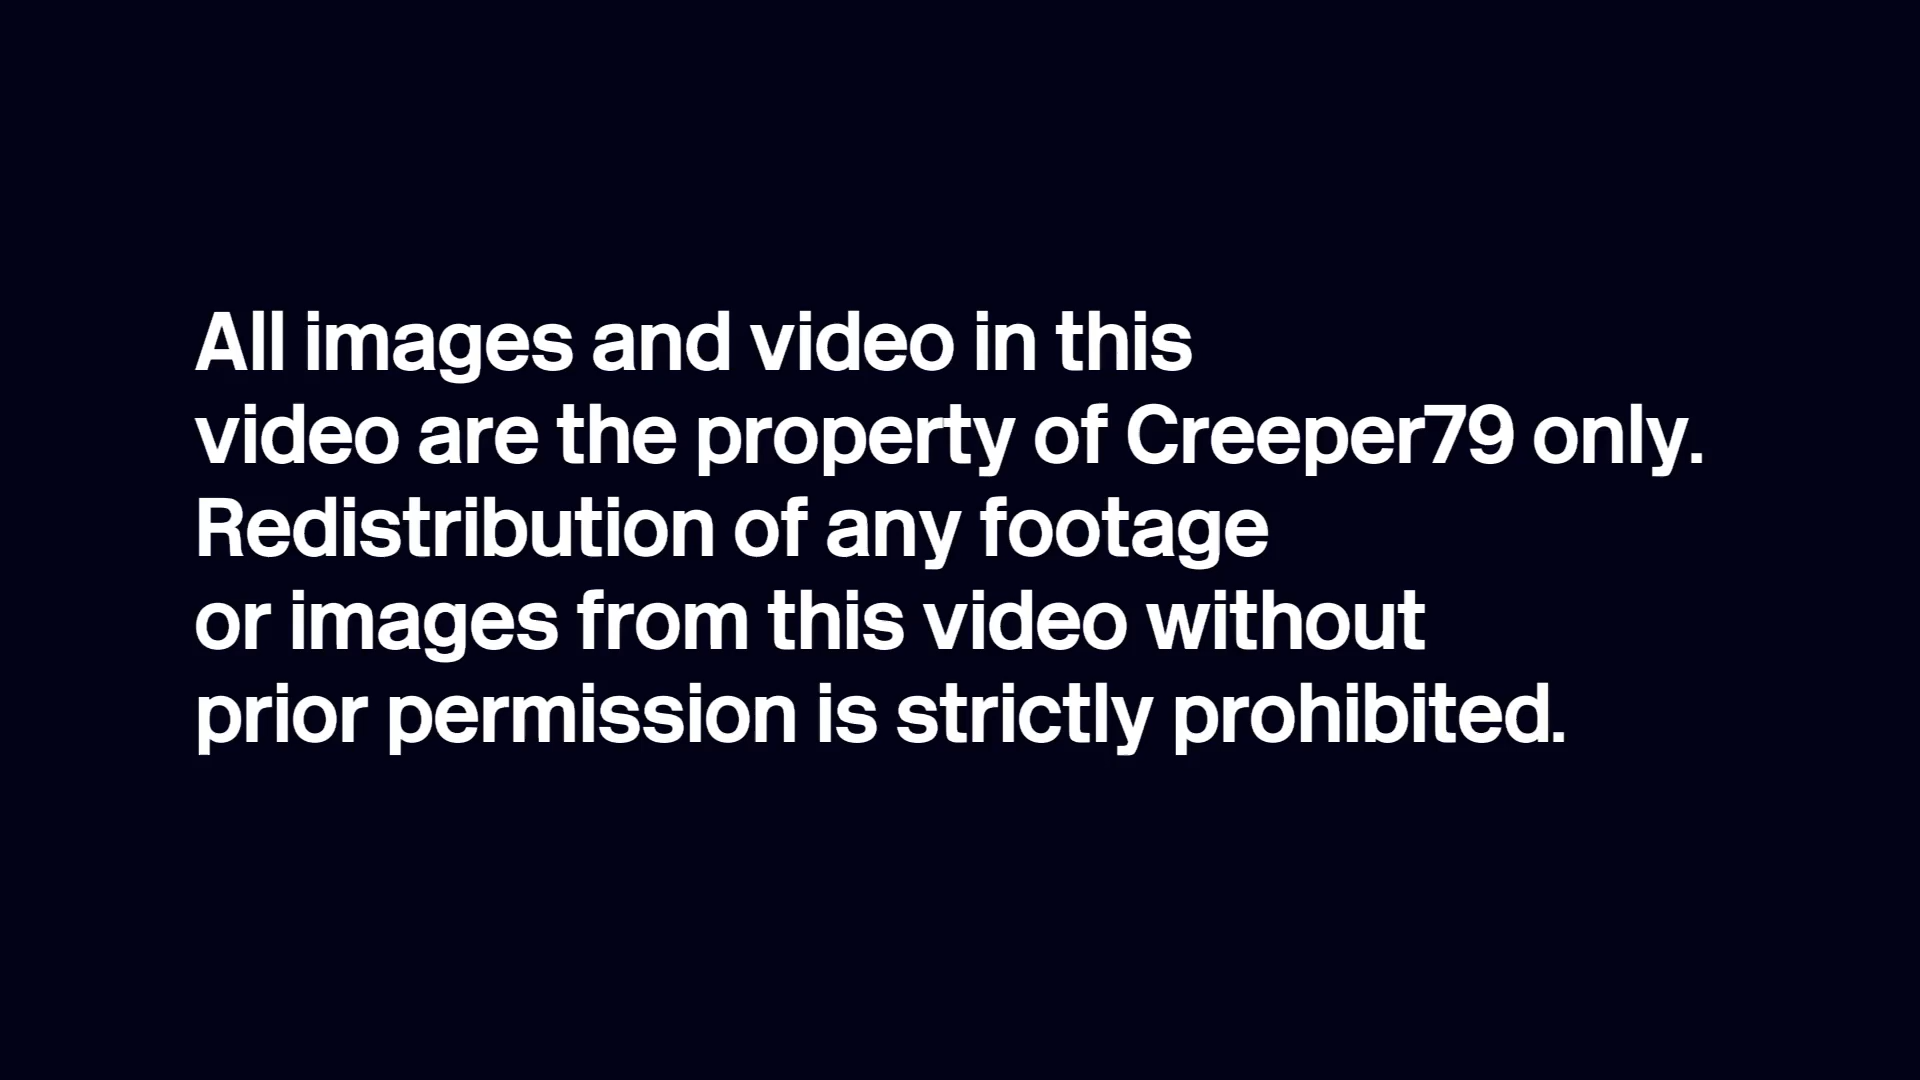 All images and video in this
video are the property of Creeper79 only.
Redistribution of any footage
or images from this video without
prior permission is strictly prohibited.